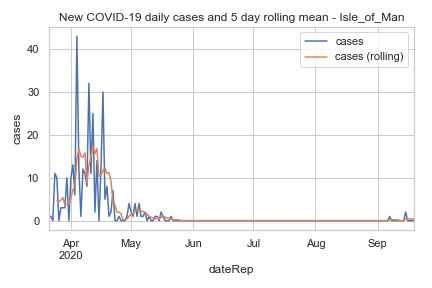 New COVID-19 daily cases and 5 day rolling mean - Isle_of_Man
cases
cases (rolling)
40
30
20
10
0
cases
Apr
2020
May
Jun
Jul
Aug
Sep
dateRep